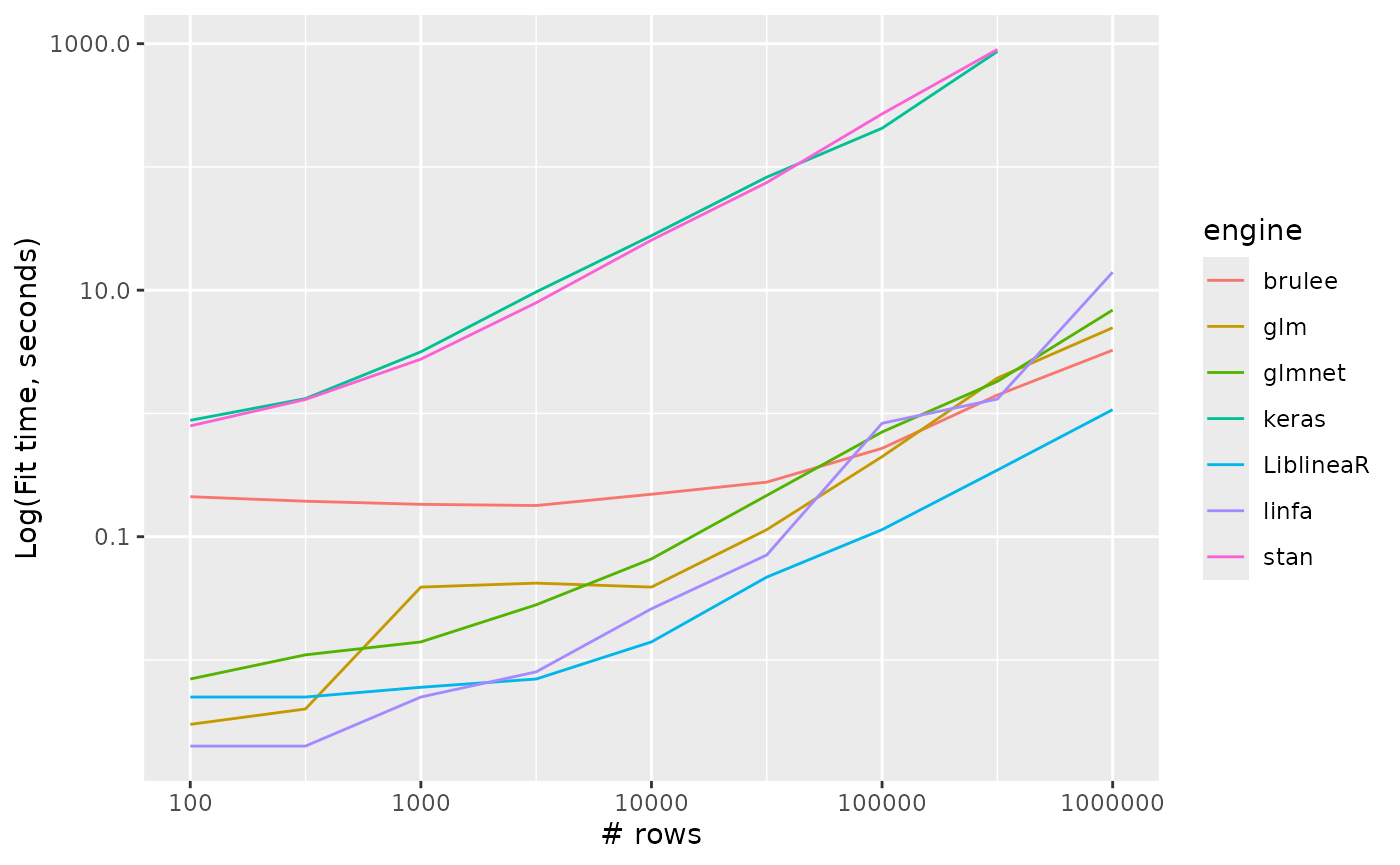 1000.0
10.0
0.1
Log(Fit time, seconds)
100 1000 10000 100000 1000000
# rows
engine
brulee
glm
glmnet
keras
LiblineaR
linfa
stan